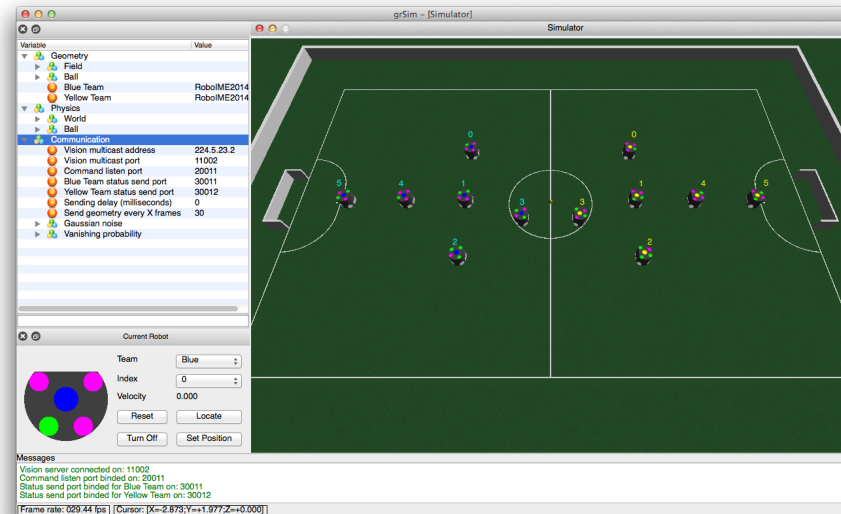 grSim - [Simulator]
Simulator
Variable Value
Geometry
Field
Ball
Blue Team RoboIME2014
Yellow Team RoboIME2014
Physics
World
Ball
Communication
Vision multicast address 224.5.23.2
Vision multicast port 11002
Command listen port 20011
Blue Team status send port 30011
Yellow Team status send port 30012
Sending delay (milliseconds) 0
Send geometry every X frames 30
Gaussian noise
Vanishing probability
0 0
5 4 1 1 4 5
3 3
2 2
Current Robot
Team Blue
Index 0
Velocity 0.000
Reset Locate
Turn Off Set Position
Messages
Vision server connected on: 11002
Command listen port binded on: 20011
Status send port binded for Blue Team on: 30011
Status send port binded for Yellow Team on: 30012
Frame rate: 029.44 fps Cursor: [X=-2.873;Y=+1.977;Z=+0.000]